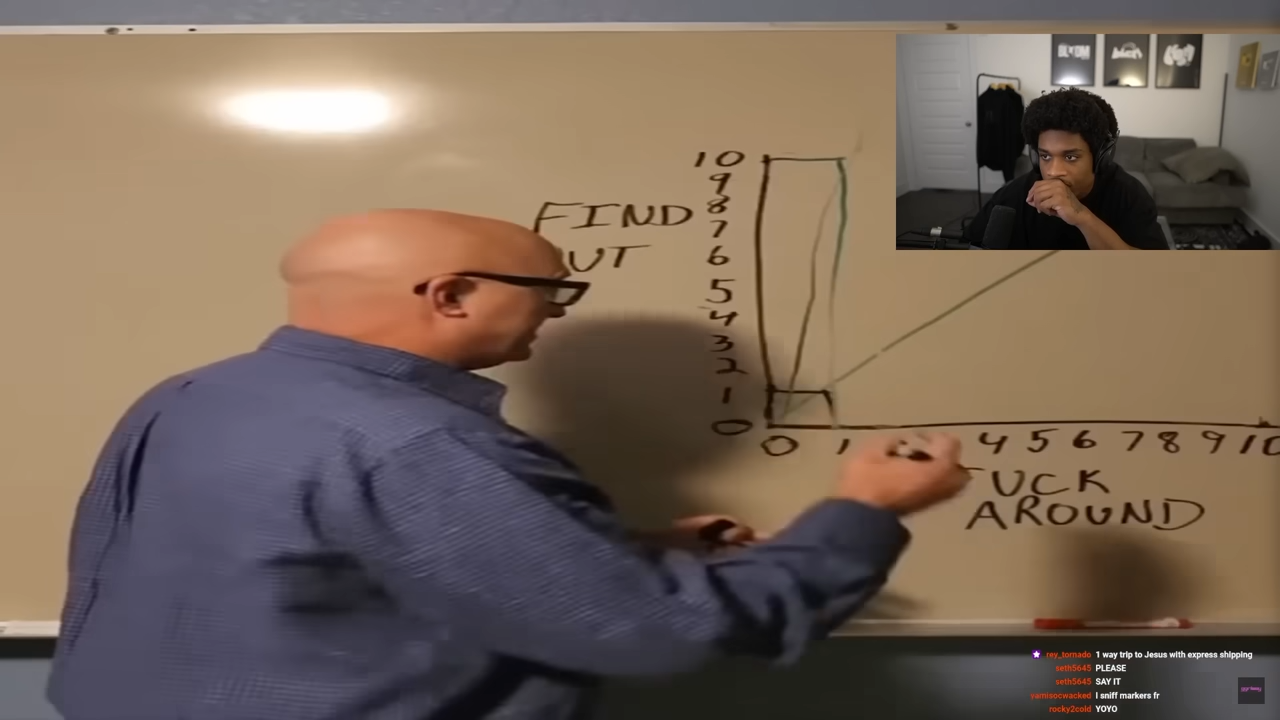 10
9
FIND 8
UT 7
6
5
4
3
2
1
0
0 1 4 5 6 7 8 9 10
UCK
AROUND
rey_tornado 1 way trip to Jesus with express shipping
seth5645 PLEASE
seth5645 SAY IT
yamisocwacked I sniff markers fr
rocky2cold YOYO